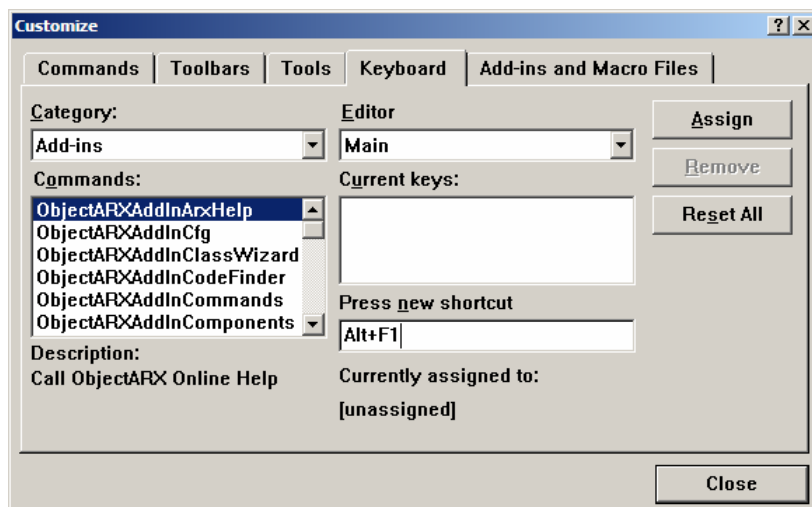 Customize
Commands Toolbars Tools Keyboard Add-ins and Macro Files
Category:
Add-ins
Commands:
ObjectARXAddInArxHelp
ObjectARXAddInCfg
ObjectARXAddInClassWizard
ObjectARXAddInCodeFinder
ObjectARXAddInCommands
ObjectARXAddInComponents
Description:
Call ObjectARX Online Help
Editor
Main
Current keys:
Press new shortcut
Alt+F1
Currently assigned to:
[unassigned]
Assign
Remove
Reset All
Close